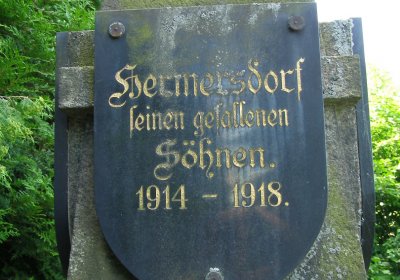 Hermersdorf
seinen gefallenen
Söhnen.
1914 - 1918.